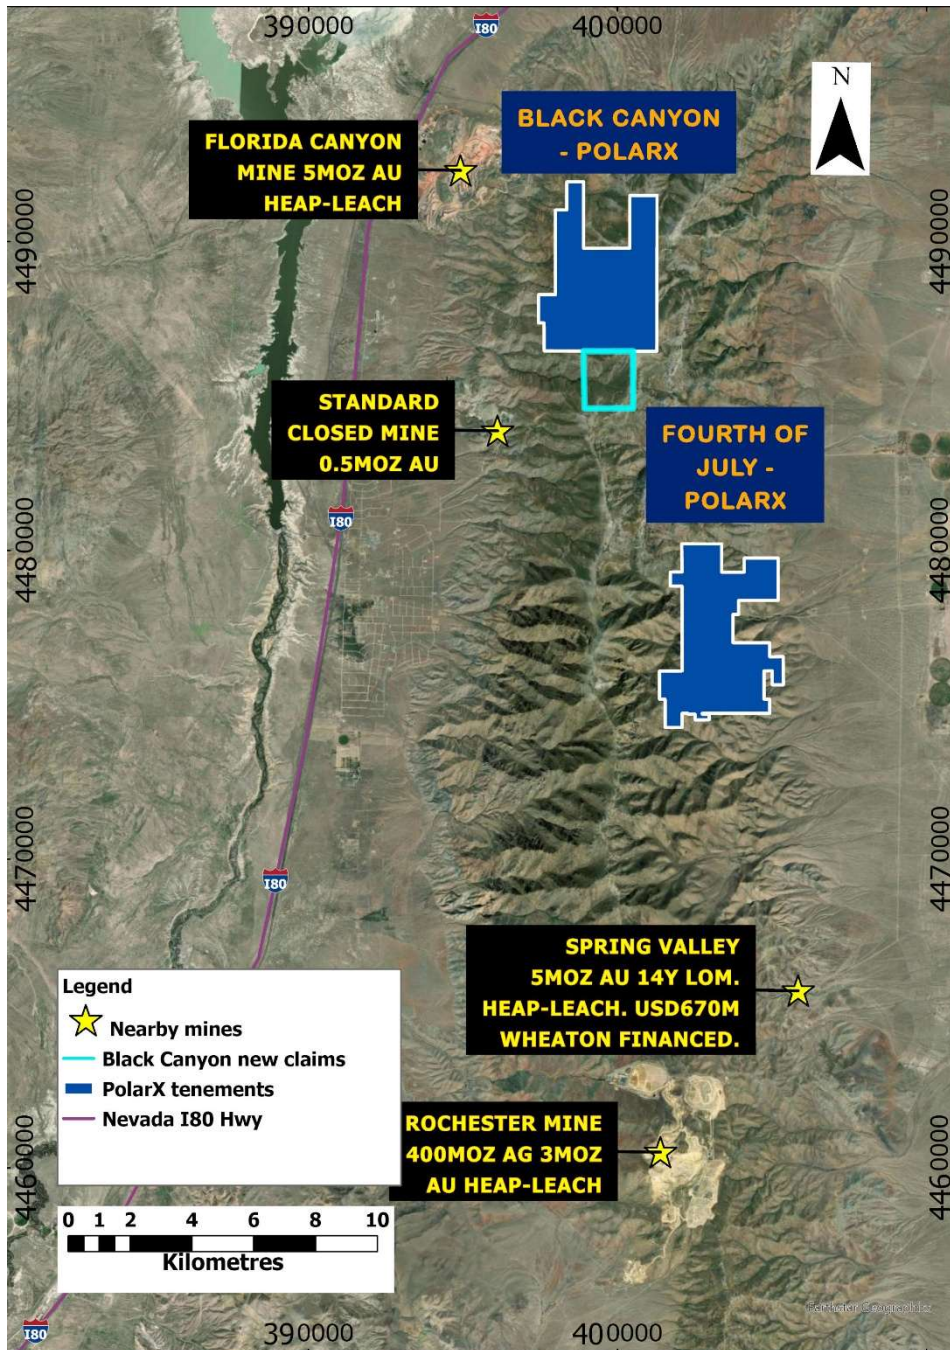 I80
390000
400000
N
FLORIDA CANYON
MINE 5MOZ AU
HEAP-LEACH
BLACK CANYON
- POLARX
4490000
4490000
STANDARD
CLOSED MINE
0.5MOZ AU
FOURTH OF
JULY -
POLARX
I80
4480000
4480000
4470000
4470000
I80
SPRING VALLEY
5MOZ AU 14Y LOM.
HEAP-LEACH. USD670M
WHEATON FINANCED.
Legend
Nearby mines
Black Canyon new claims
PolarX tenements
Nevada I80 Hwy
ROCHESTER MINE
400MOZ AG 3MOZ
AU HEAP-LEACH
4460000
4460000
0 1 2 4 6 8 10
Kilometres
Earthstar Geographics
I80
390000
400000